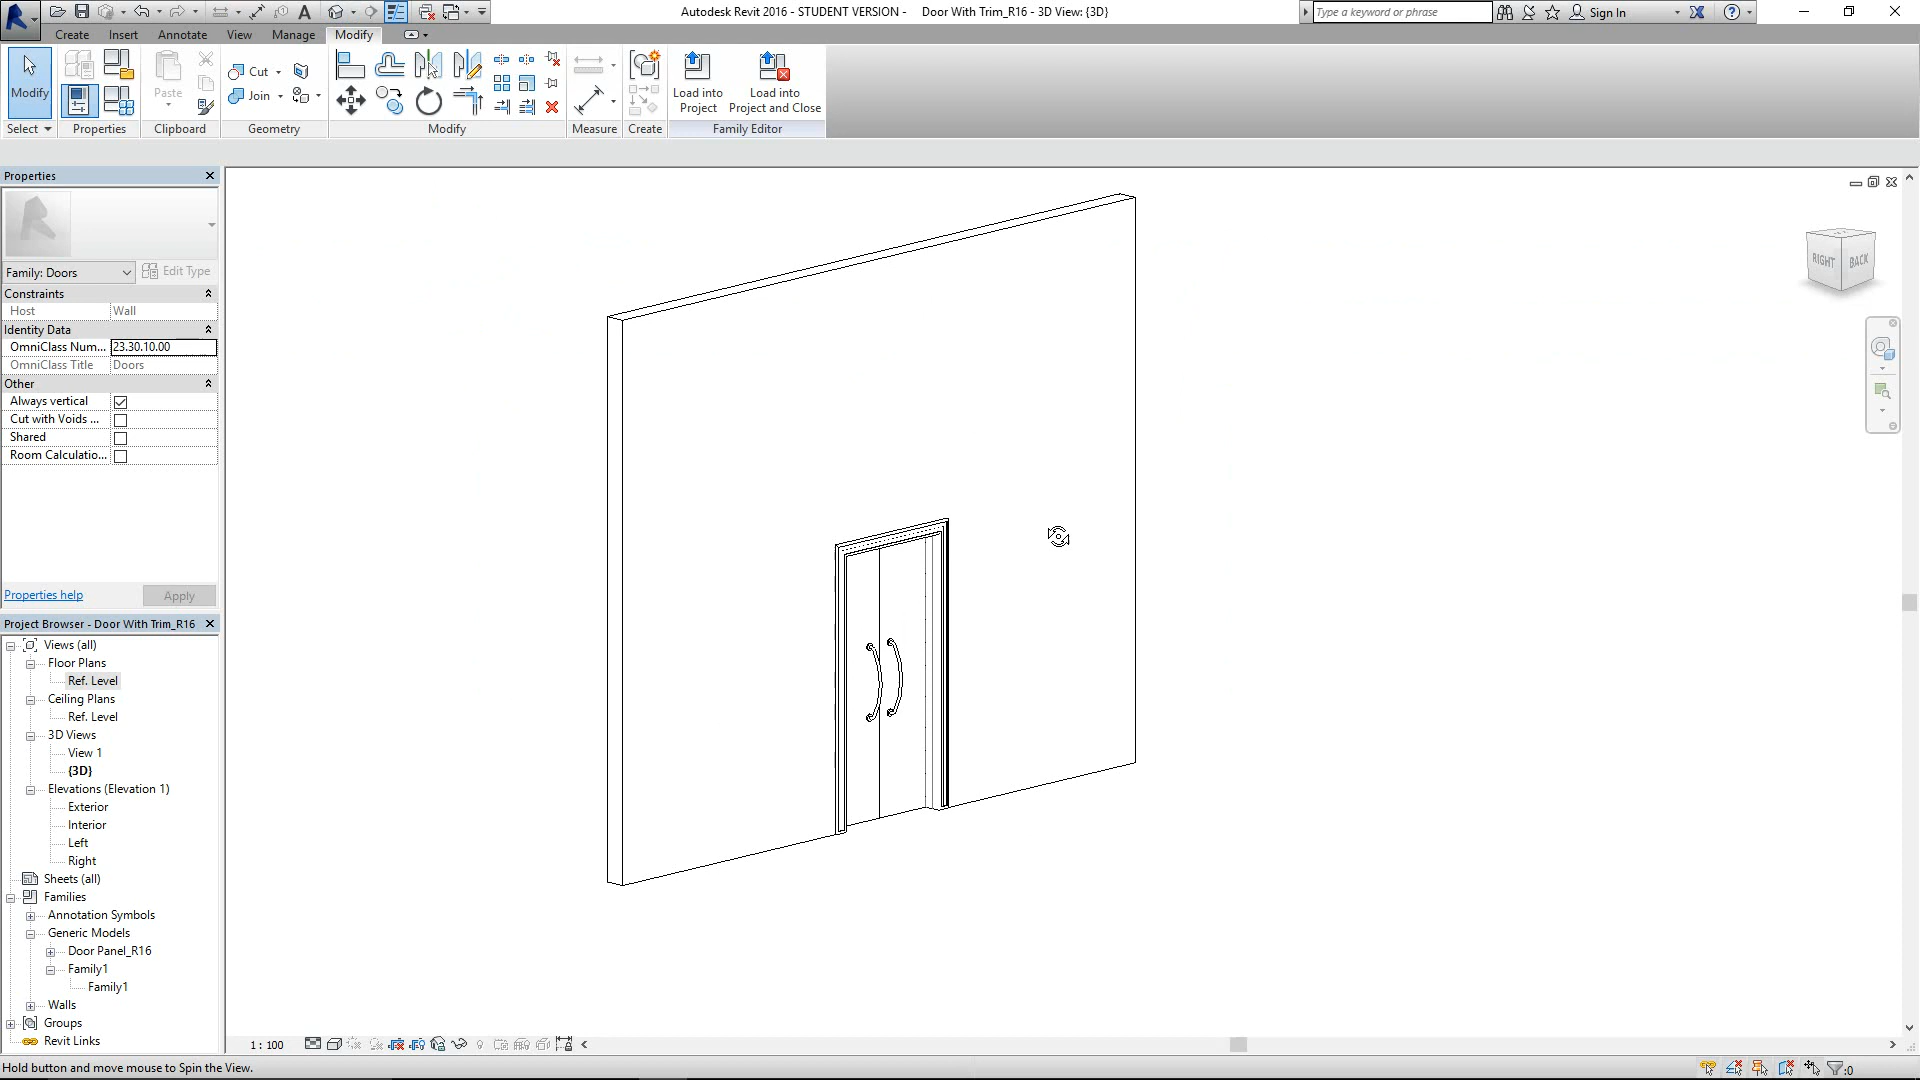 Autodesk Revit 2016 - STUDENT VERSION - Door With Trim_R16 - 3D View: {3D}
Type a keyword or phrase
Sign In
Create Insert Annotate View Manage Modify
Modify
Paste
Cut
Join
Load into
Project
Load into
Project and Close
Select Properties Clipboard Geometry Modify Measure Create Family Editor
Properties
Family: Doors
Edit Type
Constraints
Host Wall
Identity Data
OmniClass Num... 23.30.10.00
OmniClass Title Doors
Other
Always vertical
Cut with Voids ...
Shared
Room Calculatio...
Properties help
Apply
Project Browser - Door With Trim_R16
Views (all)
Floor Plans
Ref. Level
Ceiling Plans
Ref. Level
3D Views
View 1
{3D}
Elevations (Elevation 1)
Exterior
Interior
Left
Right
Sheets (all)
Families
Annotation Symbols
Generic Models
Door Panel_R16
Family1
Family1
Walls
Groups
Revit Links
RIGHT BACK
1 : 100
Hold button and move mouse to Spin the View.
:0